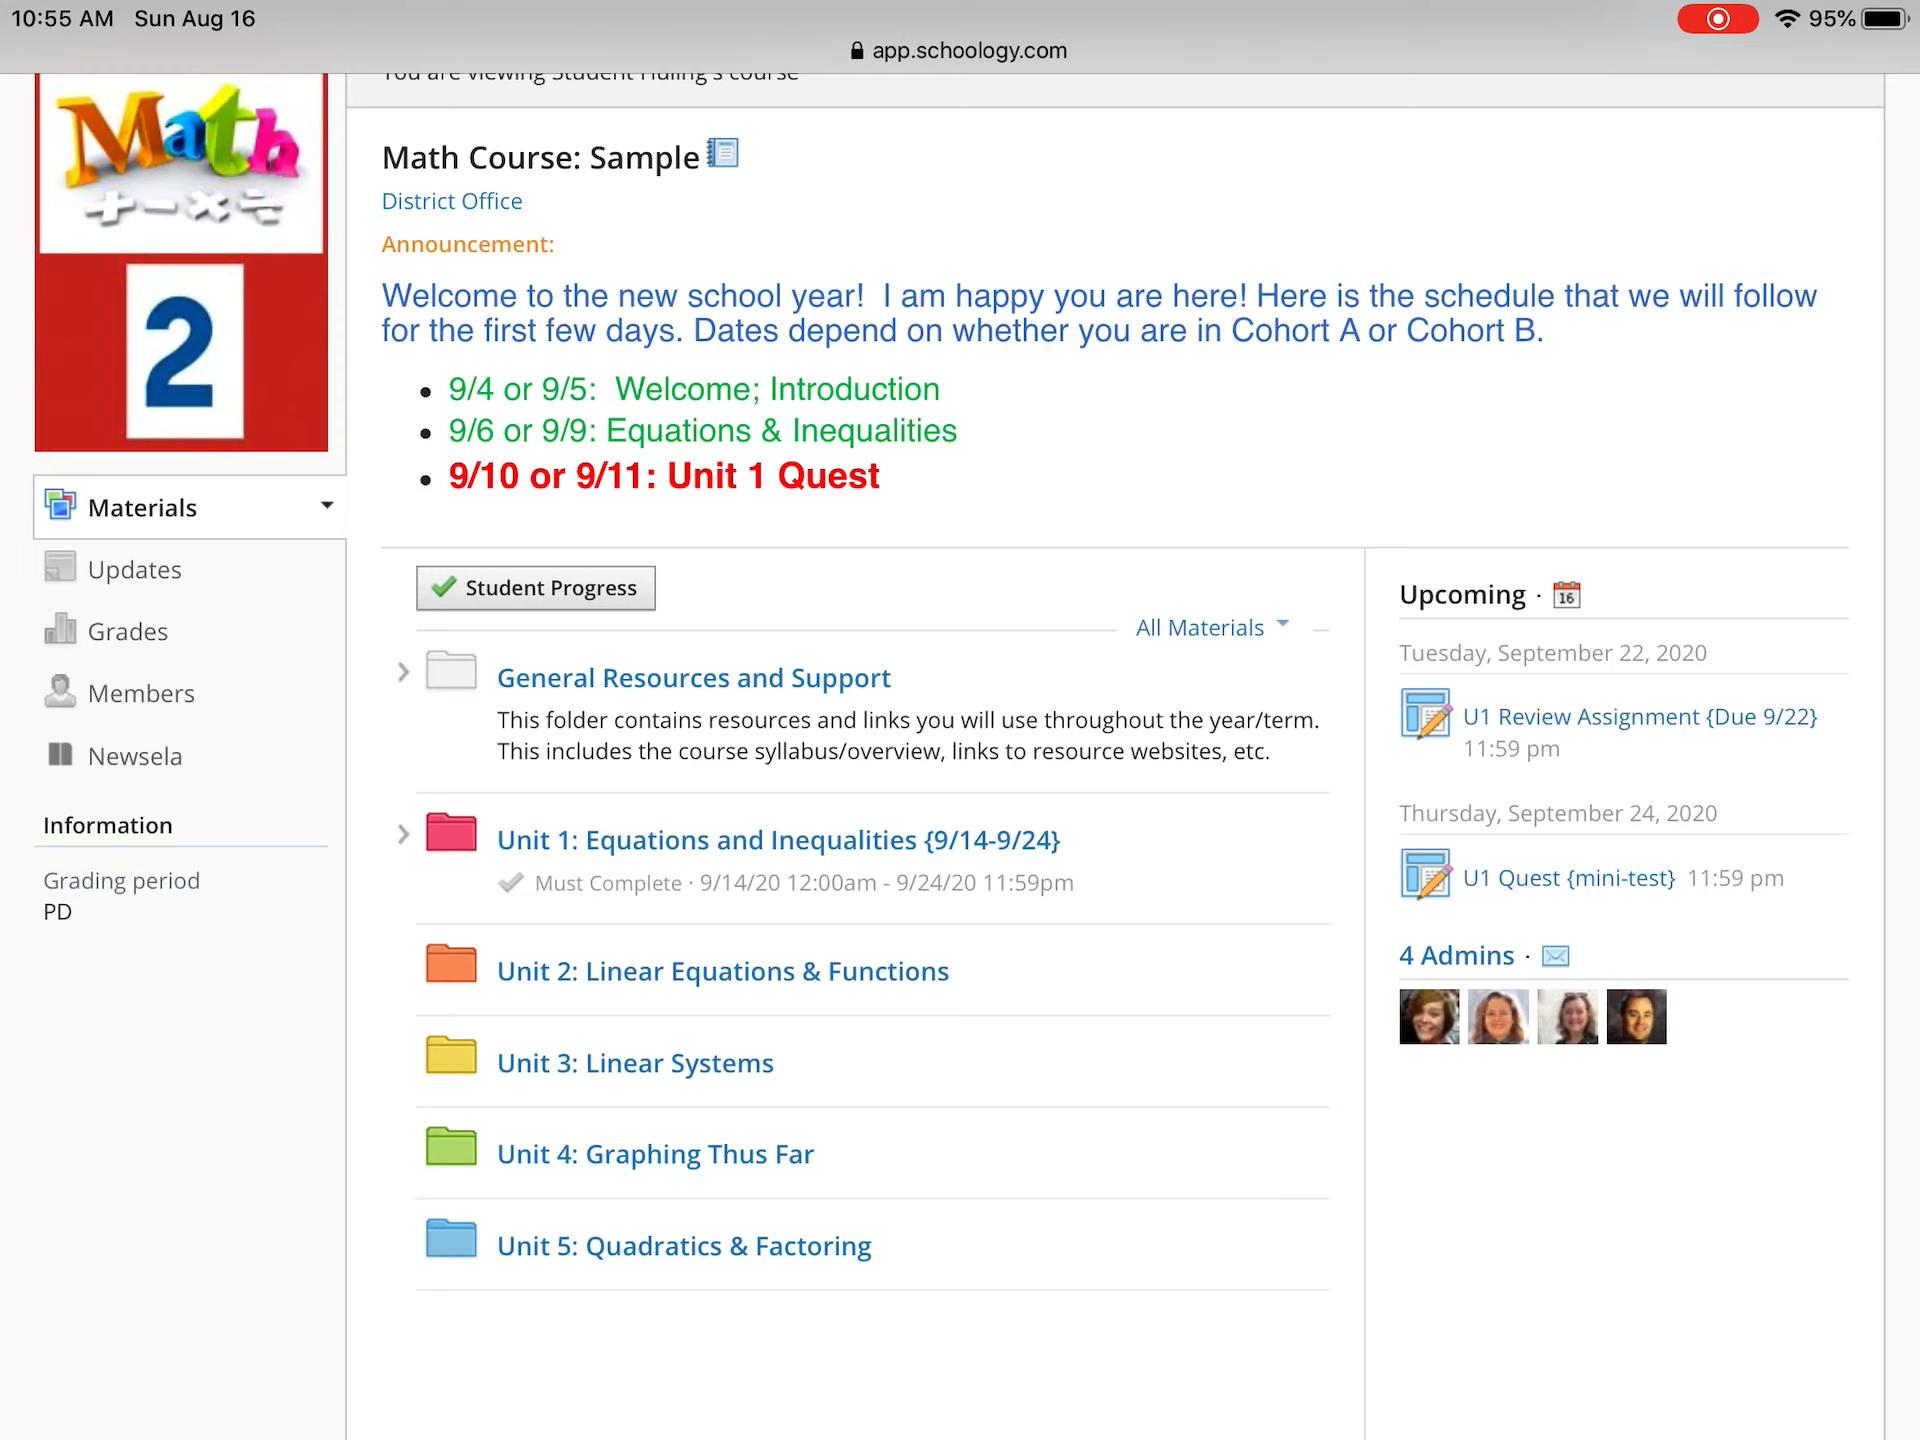 10:55 AM Sun Aug 16
95%
app.schoology.com
You are viewing Student Huling's course
Math
+ - × ÷
2
Math Course: Sample
District Office
Announcement:
Welcome to the new school year!  I am happy you are here! Here is the schedule that we will follow
for the first few days. Dates depend on whether you are in Cohort A or Cohort B.
• 9/4 or 9/5:  Welcome; Introduction
• 9/6 or 9/9: Equations & Inequalities
• 9/10 or 9/11: Unit 1 Quest
Materials
Updates
Grades
Members
Newsela
Information
Grading period
PD
Student Progress
All Materials
General Resources and Support
This folder contains resources and links you will use throughout the year/term.
This includes the course syllabus/overview, links to resource websites, etc.
Unit 1: Equations and Inequalities {9/14-9/24}
Must Complete · 9/14/20 12:00am - 9/24/20 11:59pm
Unit 2: Linear Equations & Functions
Unit 3: Linear Systems
Unit 4: Graphing Thus Far
Unit 5: Quadratics & Factoring
Upcoming · 16
Tuesday, September 22, 2020
U1 Review Assignment {Due 9/22}
11:59 pm
Thursday, September 24, 2020
U1 Quest {mini-test} 11:59 pm
4 Admins ·